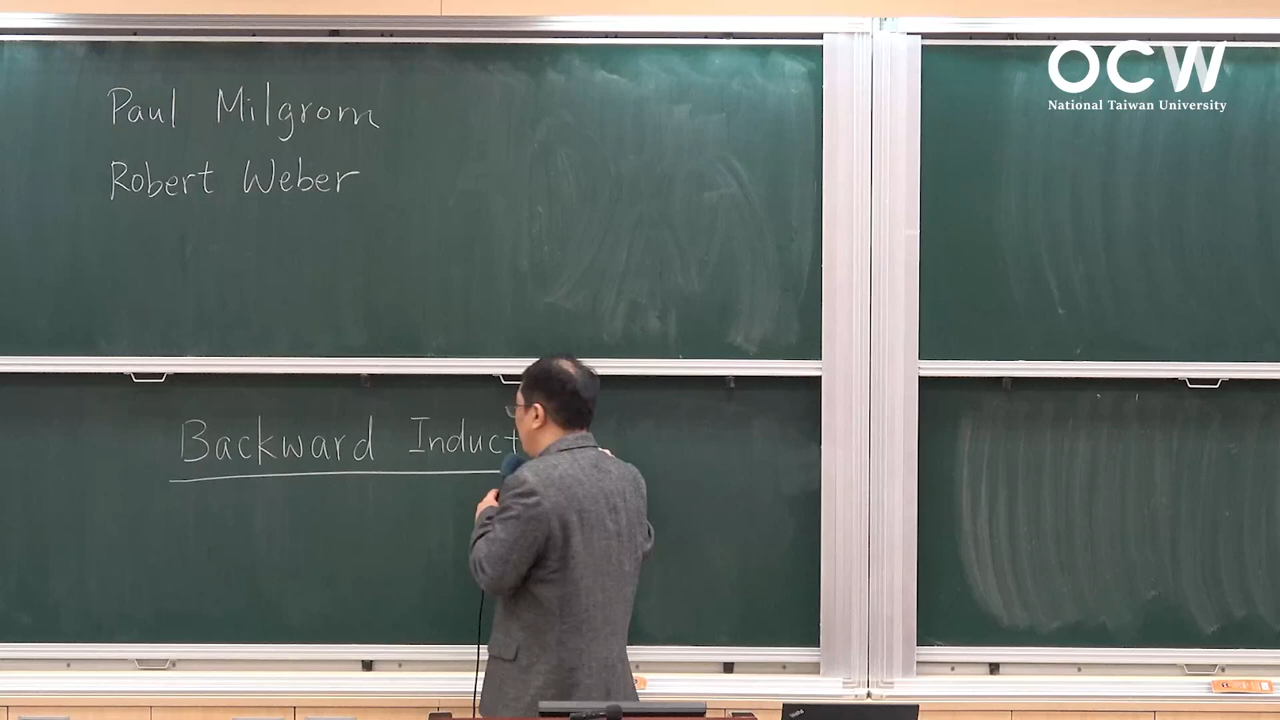 OCW
National Taiwan University
Paul Milgrom
Robert Weber
Backward Induct